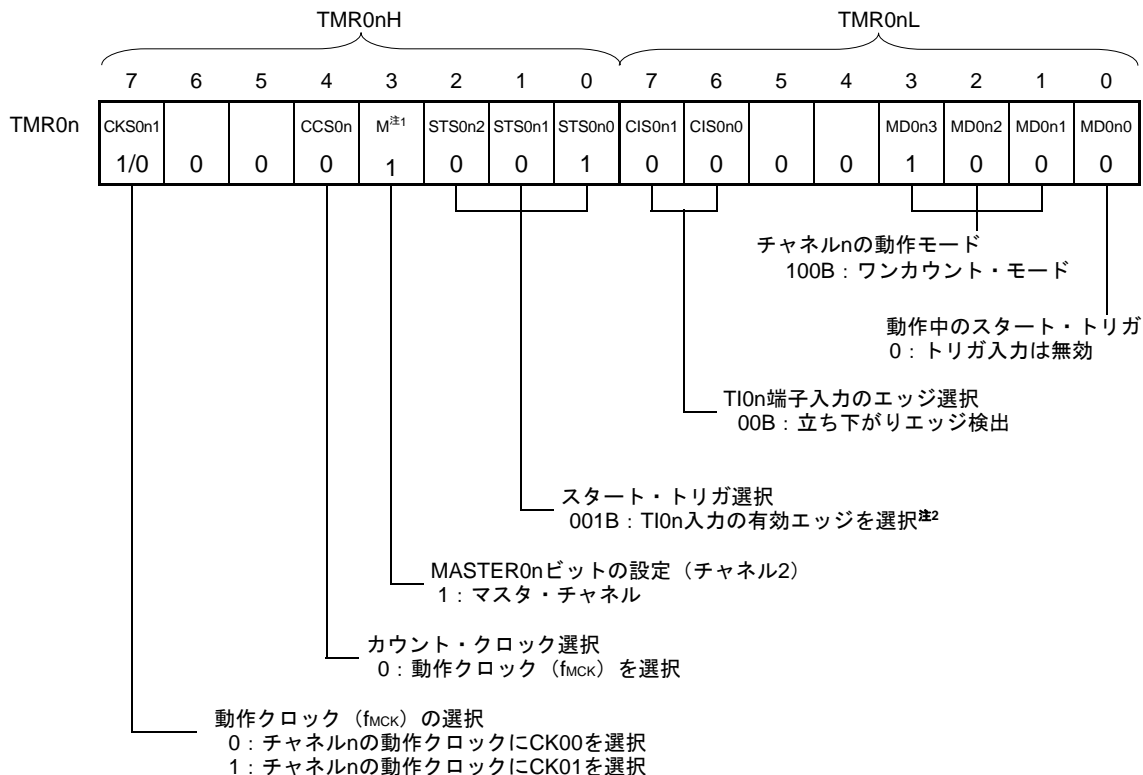 TMR0nH TMR0nL
7 6 5 4 3 2 1 0 7 6 5 4 3 2 1 0
TMR0n CKS0n1 CCS0n M注1 STS0n2 STS0n1 STS0n0 CIS0n1 CIS0n0 MD0n3 MD0n2 MD0n1 MD0n0
1/0 0 0 0 1 0 0 1 0 0 0 0 1 0 0 0
チャネルnの動作モード
100B：ワンカウント・モード
動作中のスタート・トリガ
0：トリガ入力は無効
TI0n端子入力のエッジ選択
00B：立ち下がりエッジ検出
スタート・トリガ選択
001B：TI0n入力の有効エッジを選択注2
MASTER0nビットの設定（チャネル2）
1：マスタ・チャネル
カウント・クロック選択
0：動作クロック（fMCK）を選択
動作クロック（fMCK）の選択
0：チャネルnの動作クロックにCK00を選択
1：チャネルnの動作クロックにCK01を選択